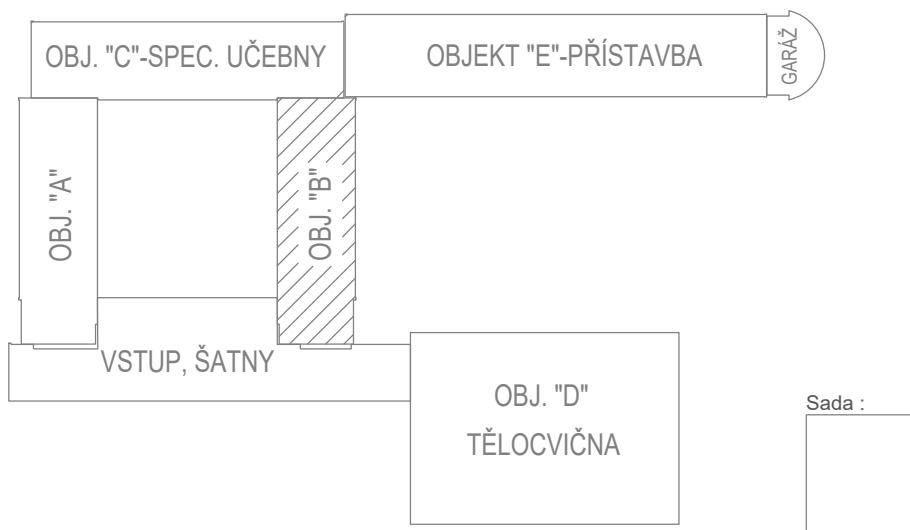 OBJ. "C"-SPEC. UČEBNY
OBJEKT "E"-PŘÍSTAVBA
GARÁŽ
OBJ. "A"
OBJ. "B"
VSTUP, ŠATNY
OBJ. "D"
TĚLOCVIČNA
Sada :